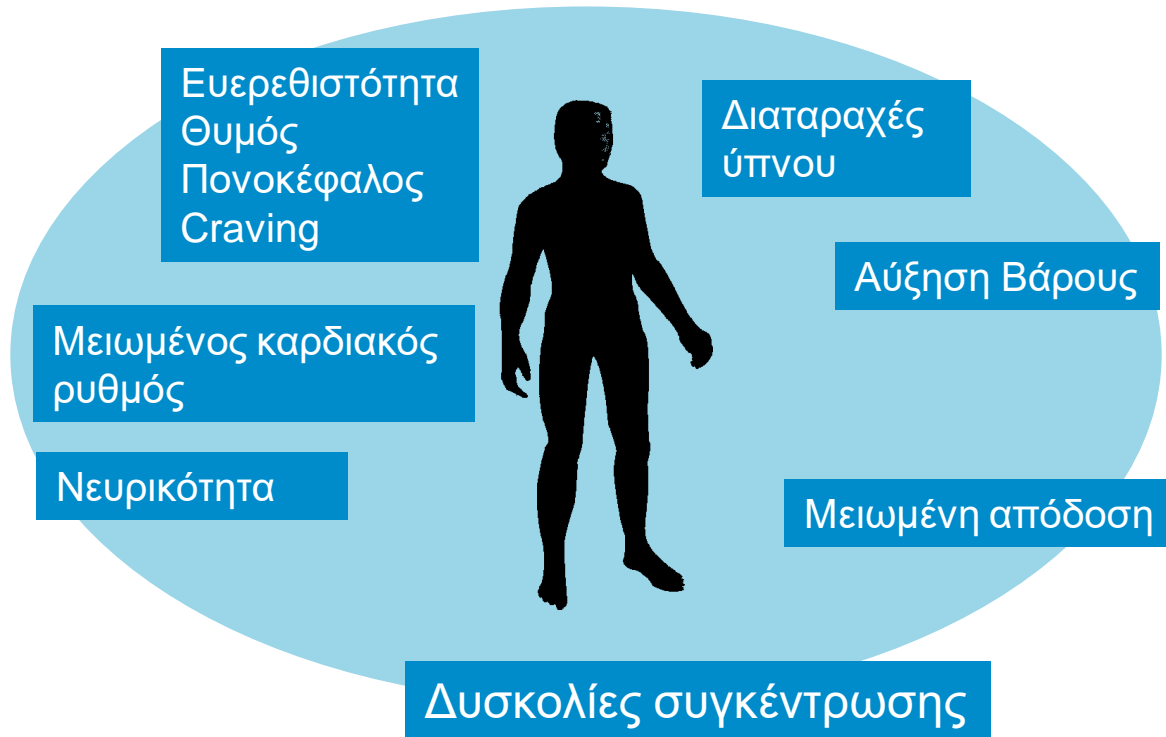 Ευερεθιστότητα
Θυμός
Πονοκέφαλος
Craving
Διαταραχές
ύπνου
Αύξηση Βάρους
Μειωμένος καρδιακός
ρυθμός
Νευρικότητα
Μειωμένη απόδοση
Δυσκολίες συγκέντρωσης